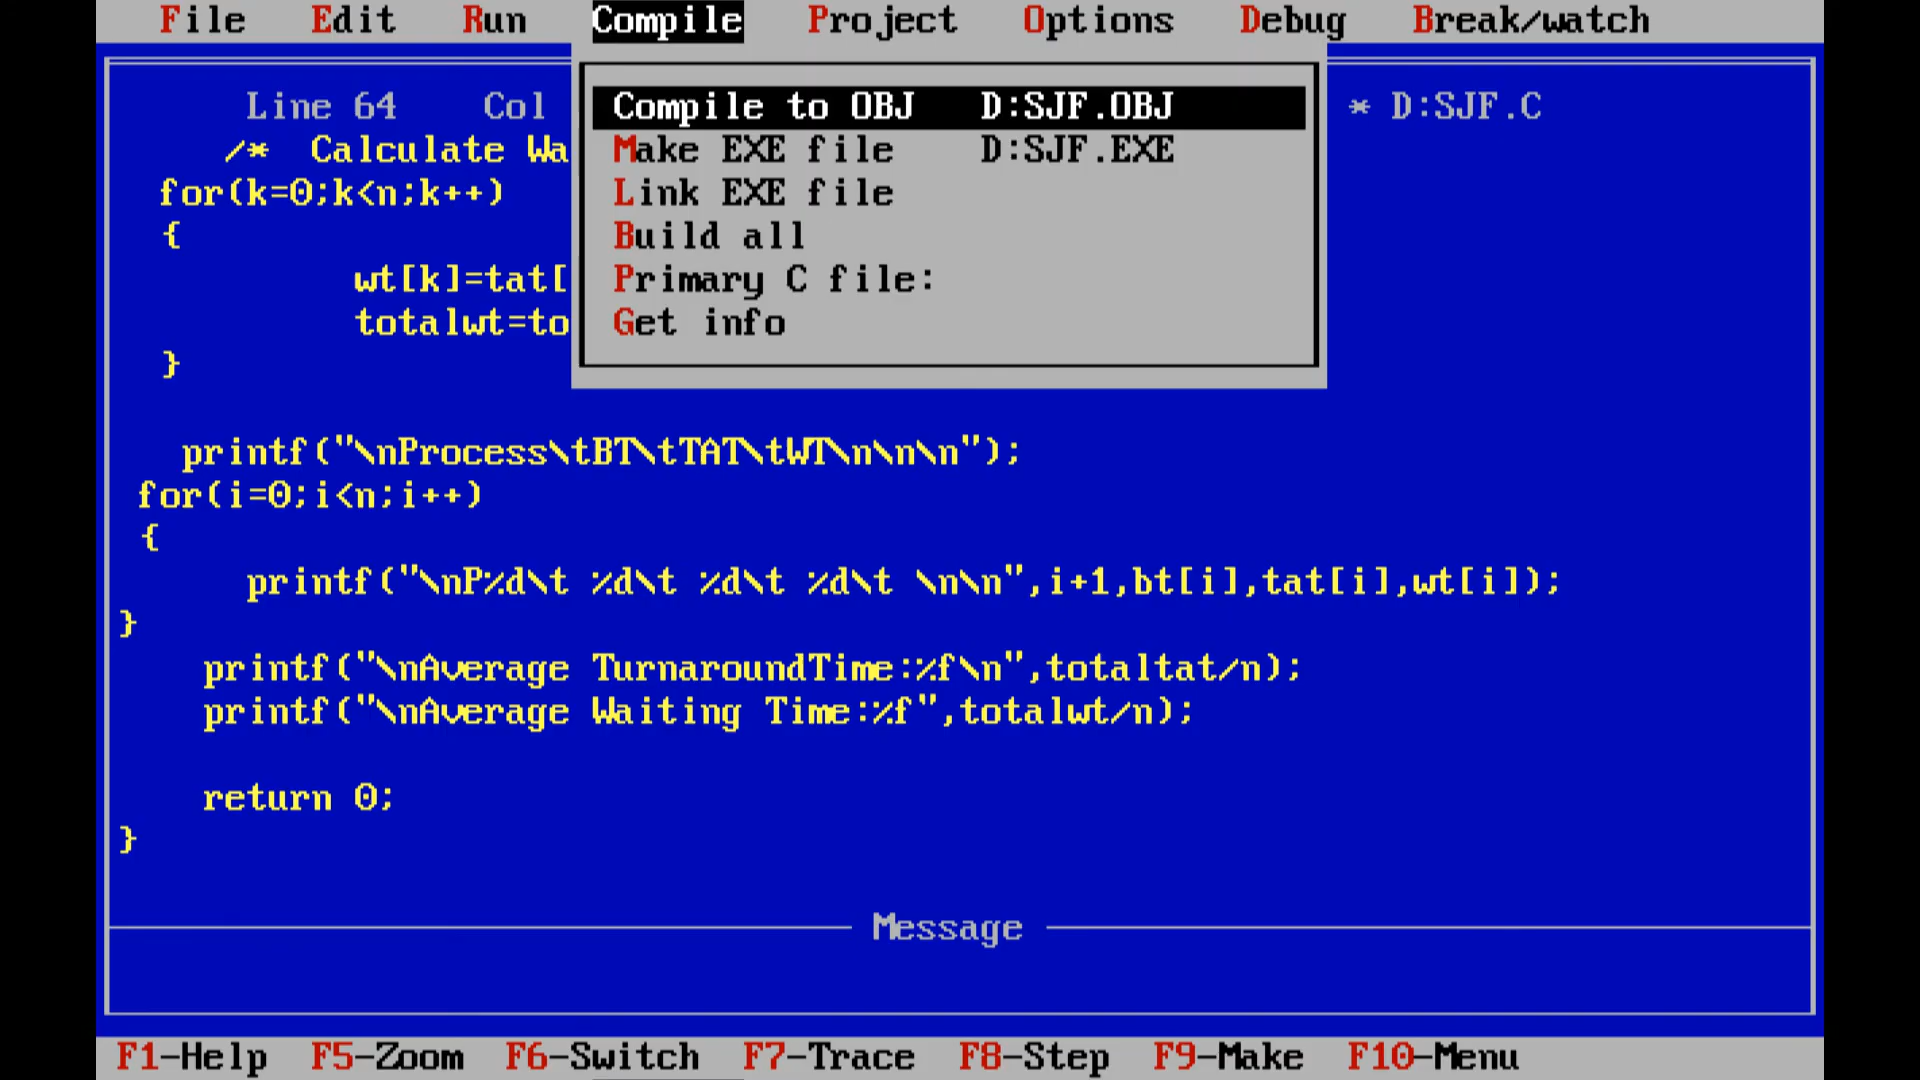 File Edit Run Compile Project Options Debug Break/watch
Line 64 Col * D:SJF.C
Compile to OBJ D:SJF.OBJ
Make EXE file D:SJF.EXE
Link EXE file
Build all
Primary C file:
Get info
/* Calculate Wa
for(k=0;k<n;k++)
{
wt[k]=tat[
totalwt=to
}
printf("\nProcess\tBT\tTAT\tWT\n\n\n");
for(i=0;i<n;i++)
{
printf("\nP%d\t %d\t %d\t %d\t \n\n",i+1,bt[i],tat[i],wt[i]);
}
printf("\nAverage TurnaroundTime:%f\n",totaltat/n);
printf("\nAverage Waiting Time:%f",totalwt/n);
return 0;
}
Message
F1-Help F5-Zoom F6-Switch F7-Trace F8-Step F9-Make F10-Menu